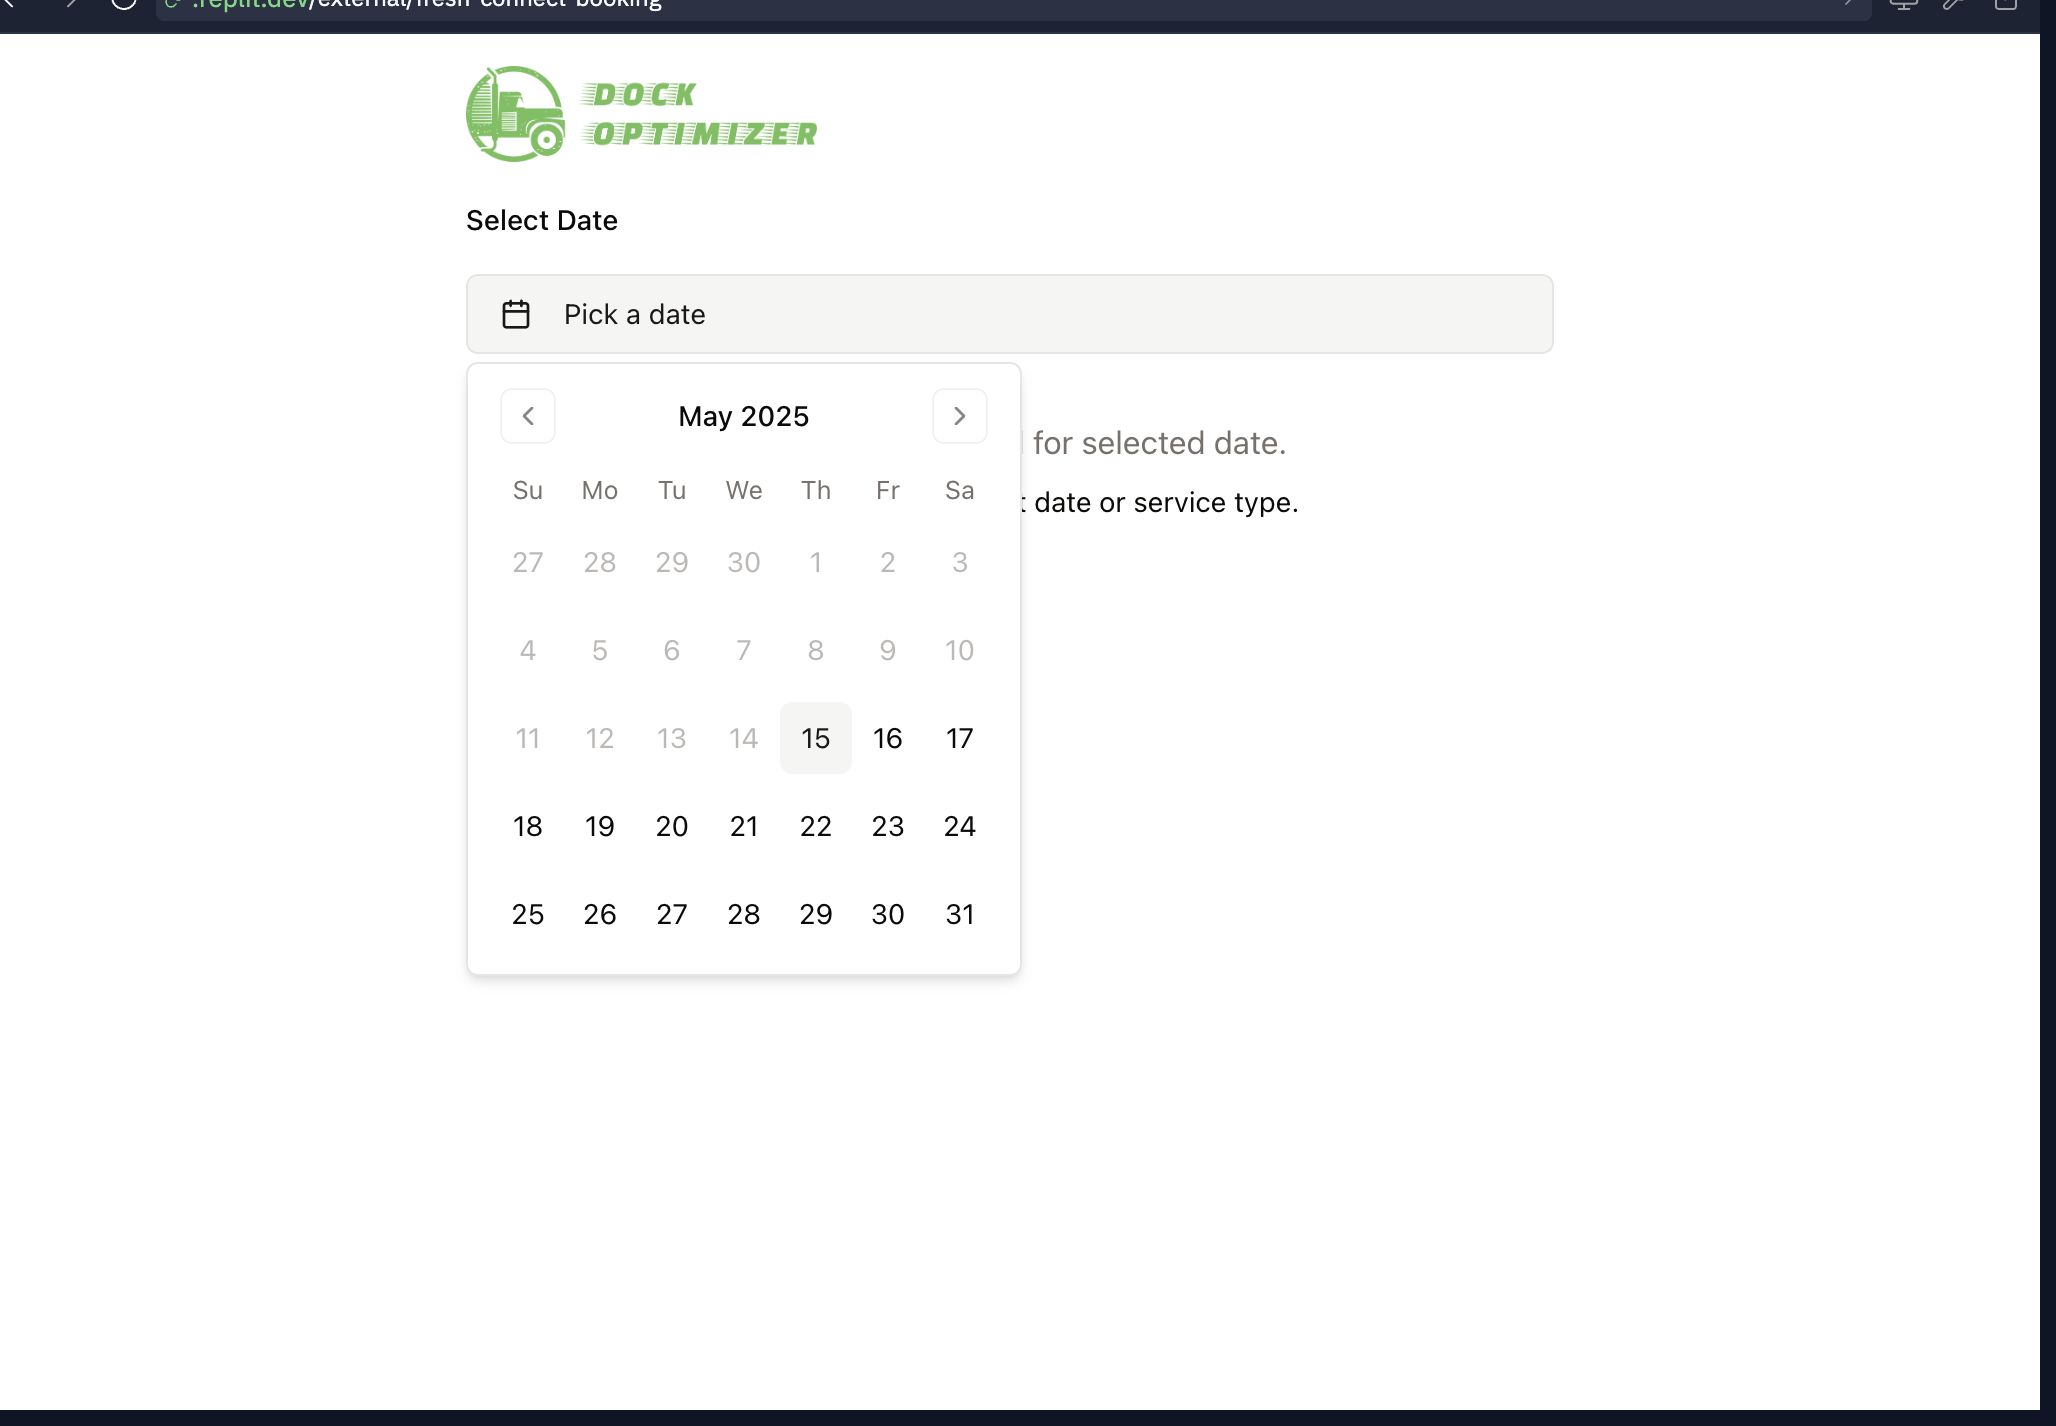 .replit.dev/external/fresh-connect-booking
DOCK
OPTIMIZER
Select Date
Pick a date
May 2025
for selected date.
date or service type.
Su Mo Tu We Th Fr Sa
27 28 29 30 1 2 3
4 5 6 7 8 9 10
11 12 13 14 15 16 17
18 19 20 21 22 23 24
25 26 27 28 29 30 31